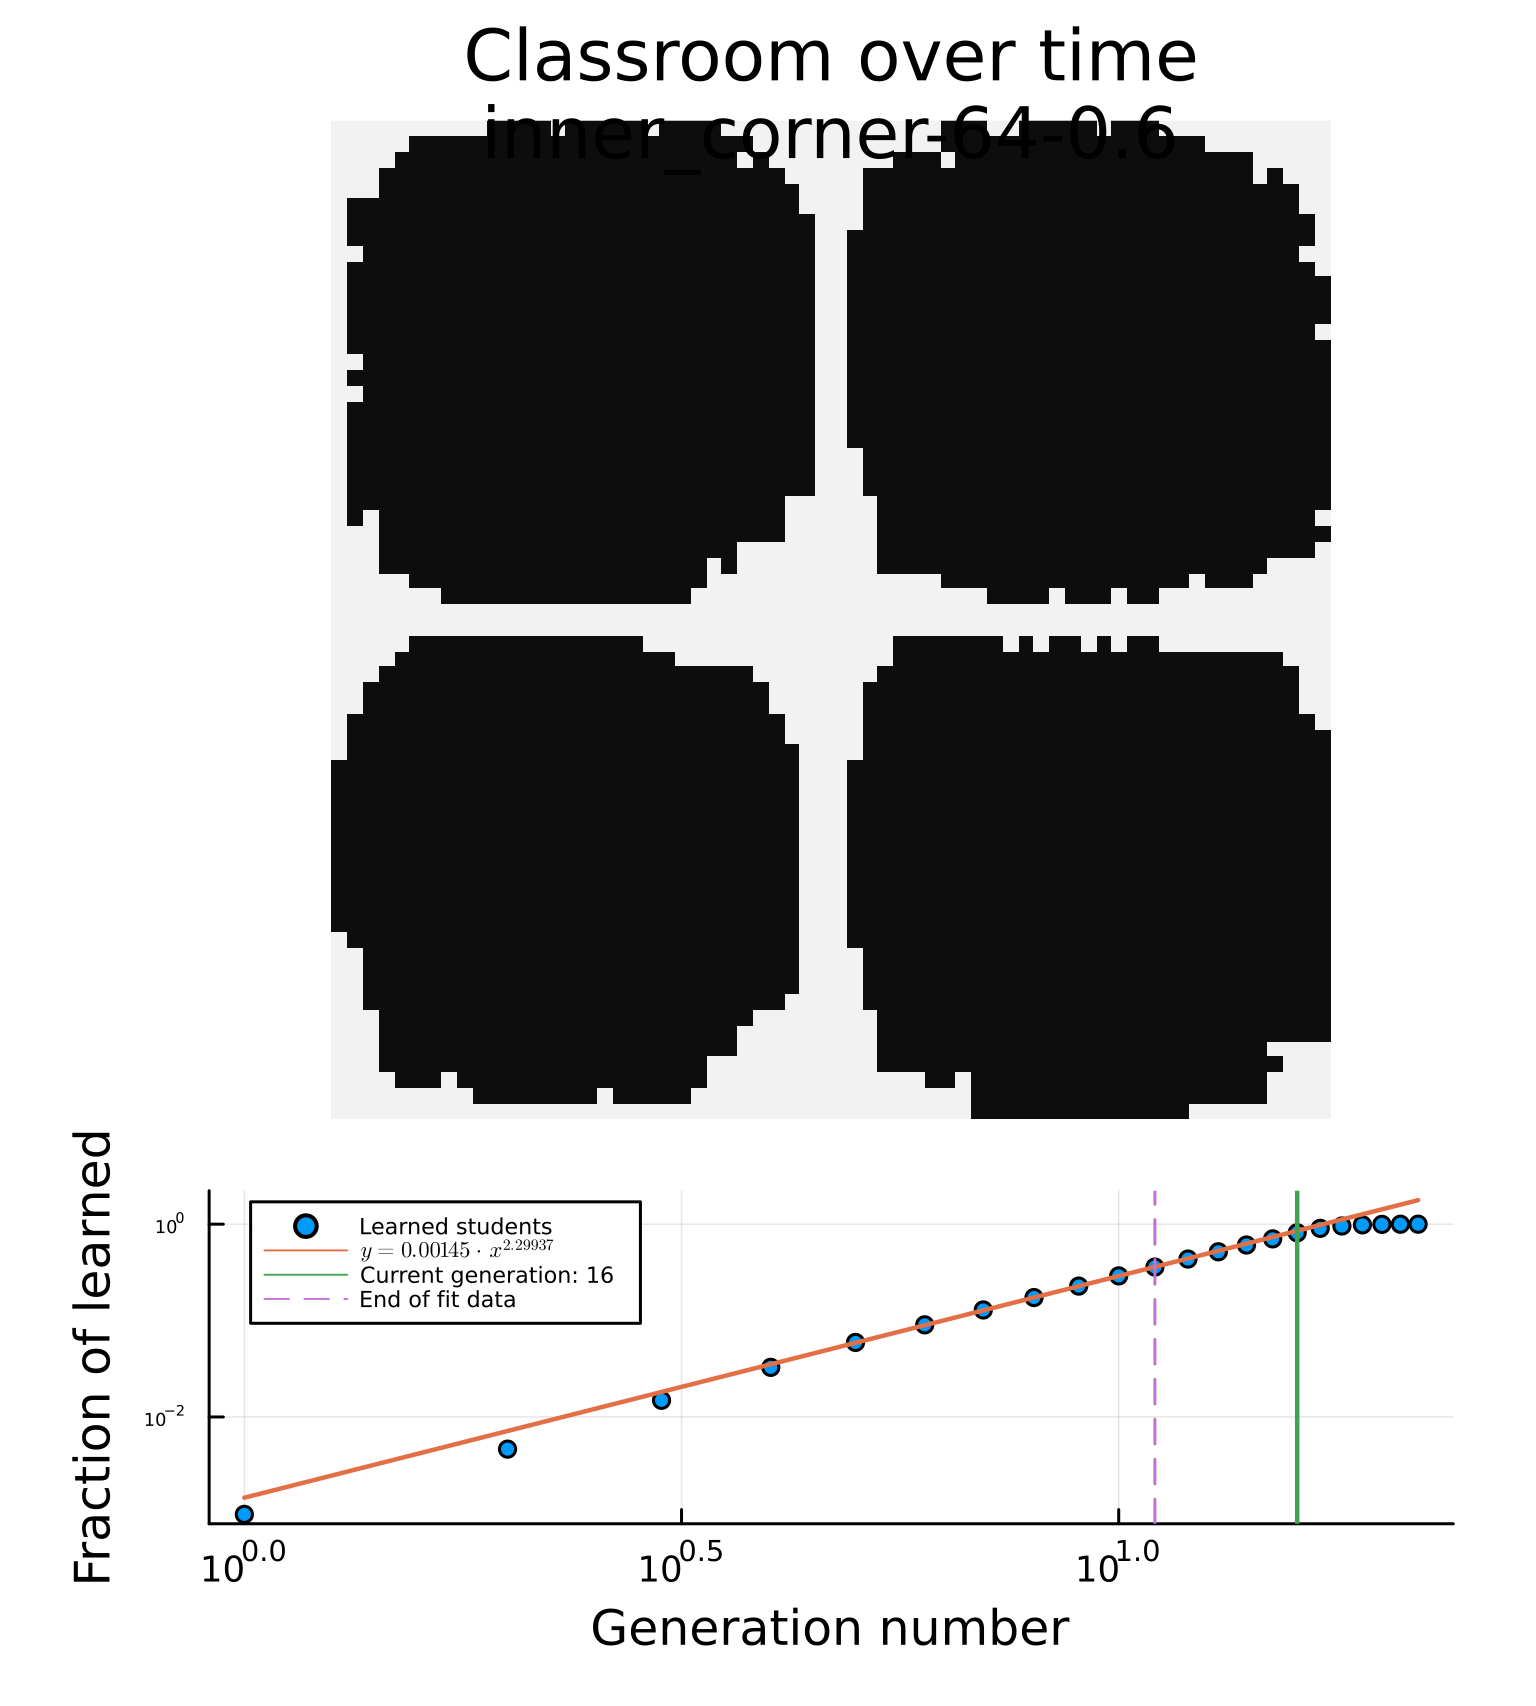 Classroom over time
inner_corner-64-0.6
Fraction of learned
10^0
10^-2
Learned students
y = 0.00145 · x^2.29937
Current generation: 16
End of fit data
10^0.0 10^0.5 10^1.0
Generation number